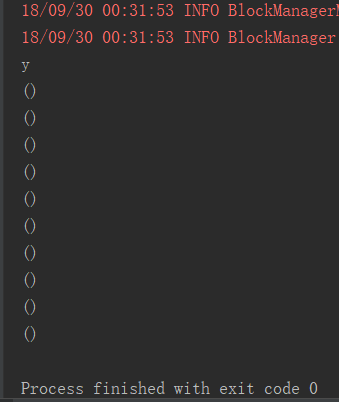 18/09/30 00:31:53 INFO BlockManagerM
18/09/30 00:31:53 INFO BlockManager:
y
()
()
()
()
()
()
()
()
()
()
Process finished with exit code 0